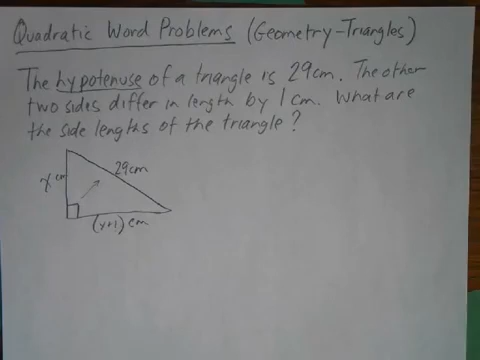 Quadratic Word Problems (Geometry-Triangles)
The hypotenuse of a triangle is 29cm. The other
two sides differ in length by 1 cm. What are
the side lengths of the triangle?
29cm
x cm
(x+1) cm